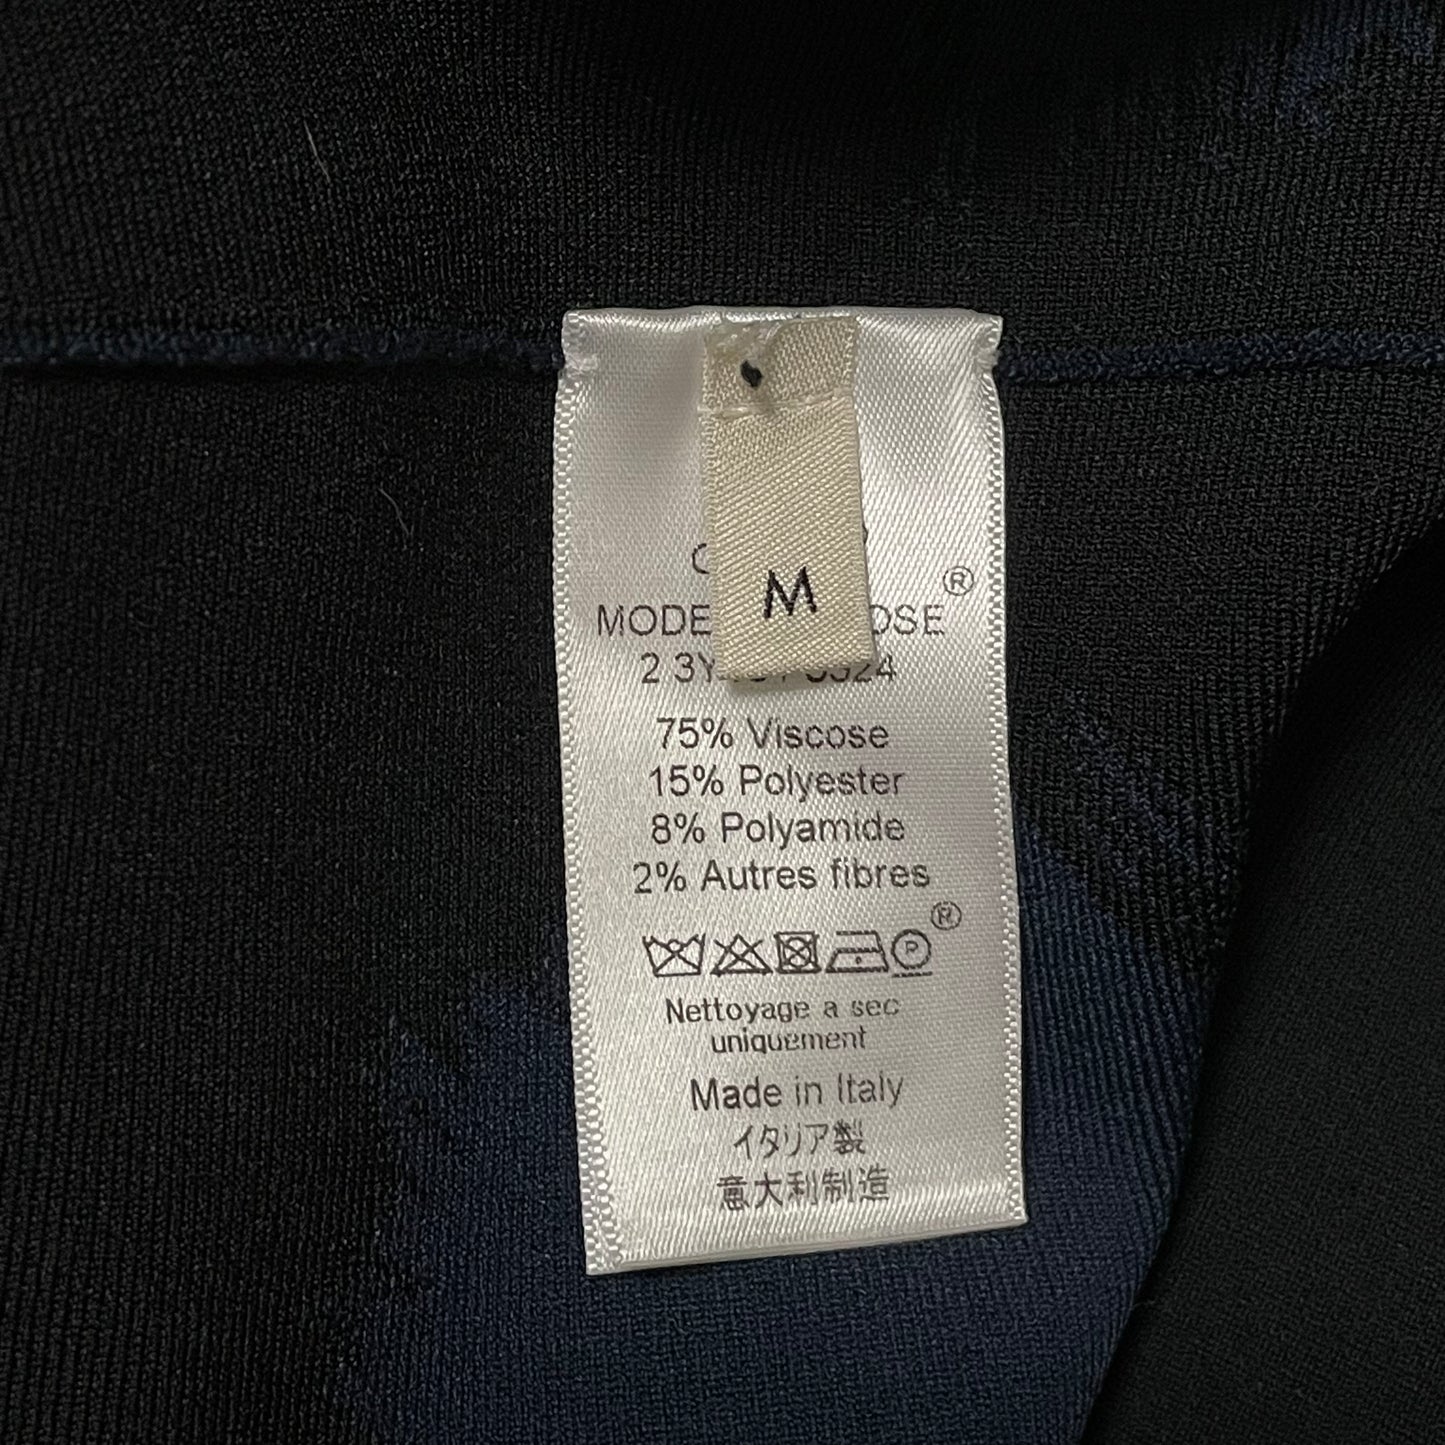 M
®
75% Viscose
15% Polyester
8% Polyamide
2% Autres fibres
P ®
Nettoyage a sec
uniquement
Made in Italy
イタリア製
意大利制造